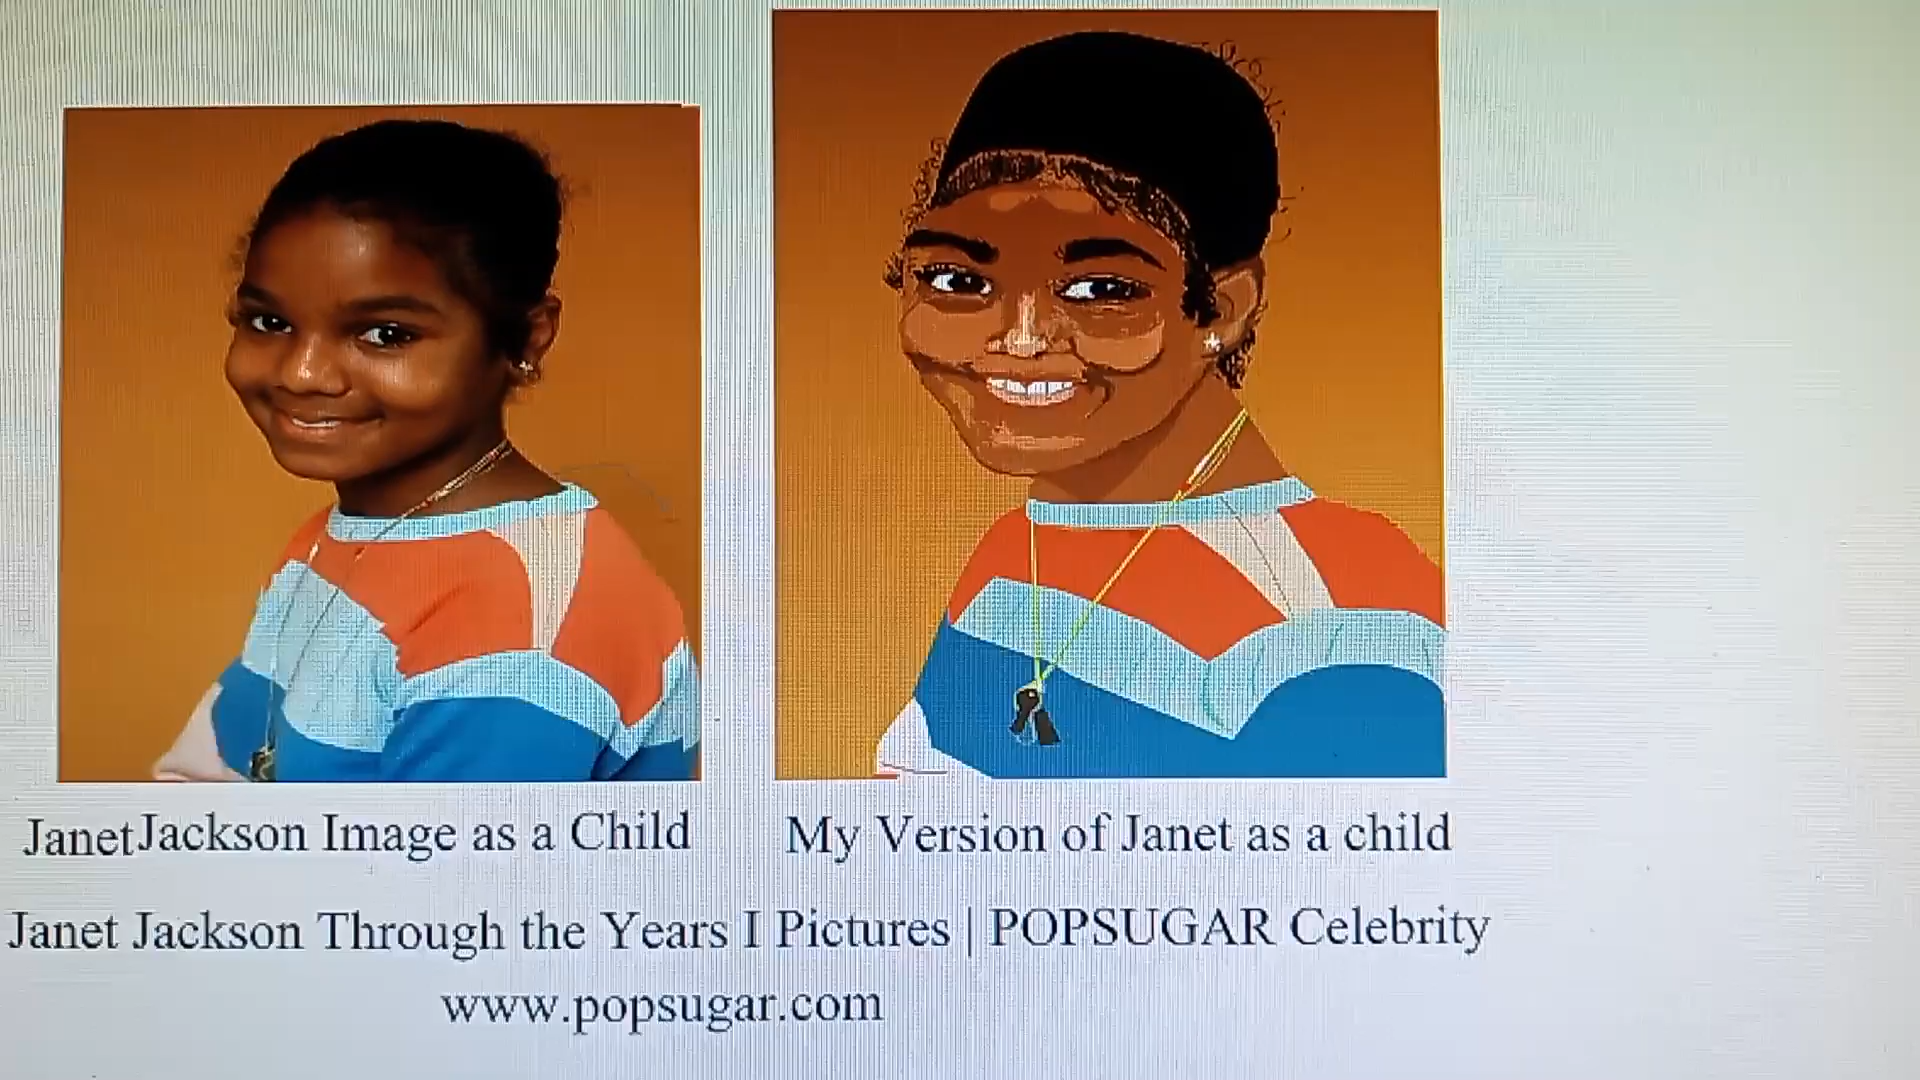 Janet Jackson Image as a Child
My Version of Janet as a child
Janet Jackson Through the Years I Pictures | POPSUGAR Celebrity
www.popsugar.com